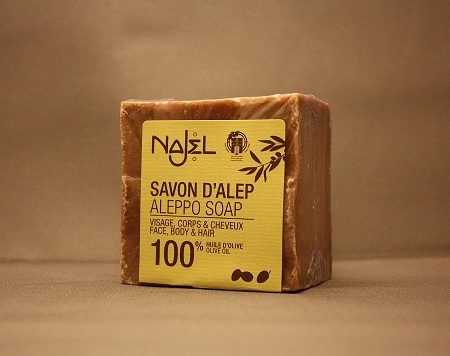 NAJEL
SAVON D'ALEP
ALEPPO SOAP
VISAGE, CORPS & CHEVEUX
FACE, BODY & HAIR
100%
HUILE D'OLIVE
OLIVE OIL